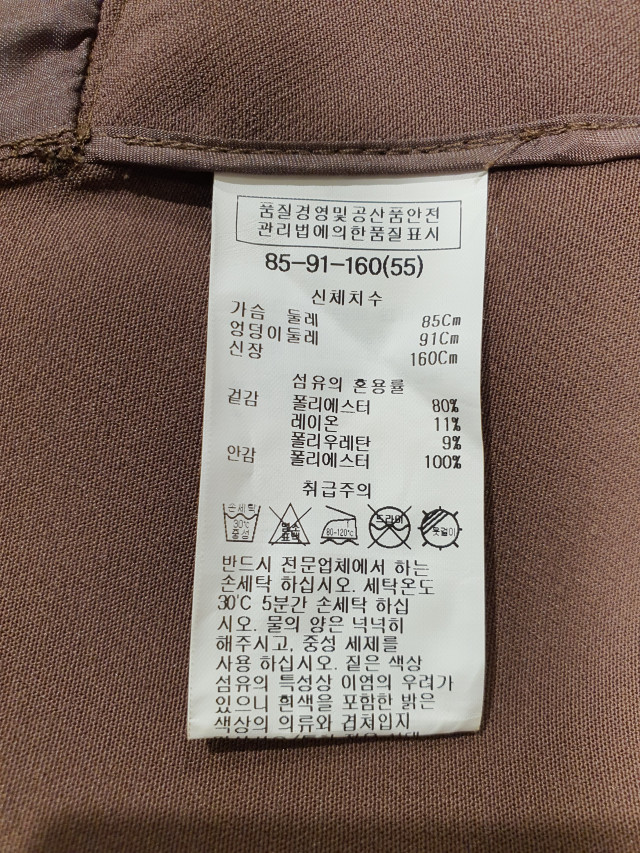 품질경영및공산품안전
관리법에의한품질표시
85-91-160(55)
신체치수
가슴 둘레 85Cm
엉덩이둘레 91Cm
신장 160Cm
섬유의 혼용률
겉감 폴리에스터 80%
레이온 11%
폴리우레탄 9%
안감 폴리에스터 100%
취급주의
손세탁 30℃ 중성
염소 표백
80-120℃
드라이
옷걸이
반드시 전문업체에서 하는
손세탁 하십시오. 세탁온도
30℃ 5분간 손세탁 하십
시오. 물의 양은 넉넉히
해주시고, 중성 세제를
사용 하십시오. 짙은 색상
섬유의 특성상 이염의 우려가
있으니 흰색을 포함한 밝은
색상의 의류와 겹쳐입지